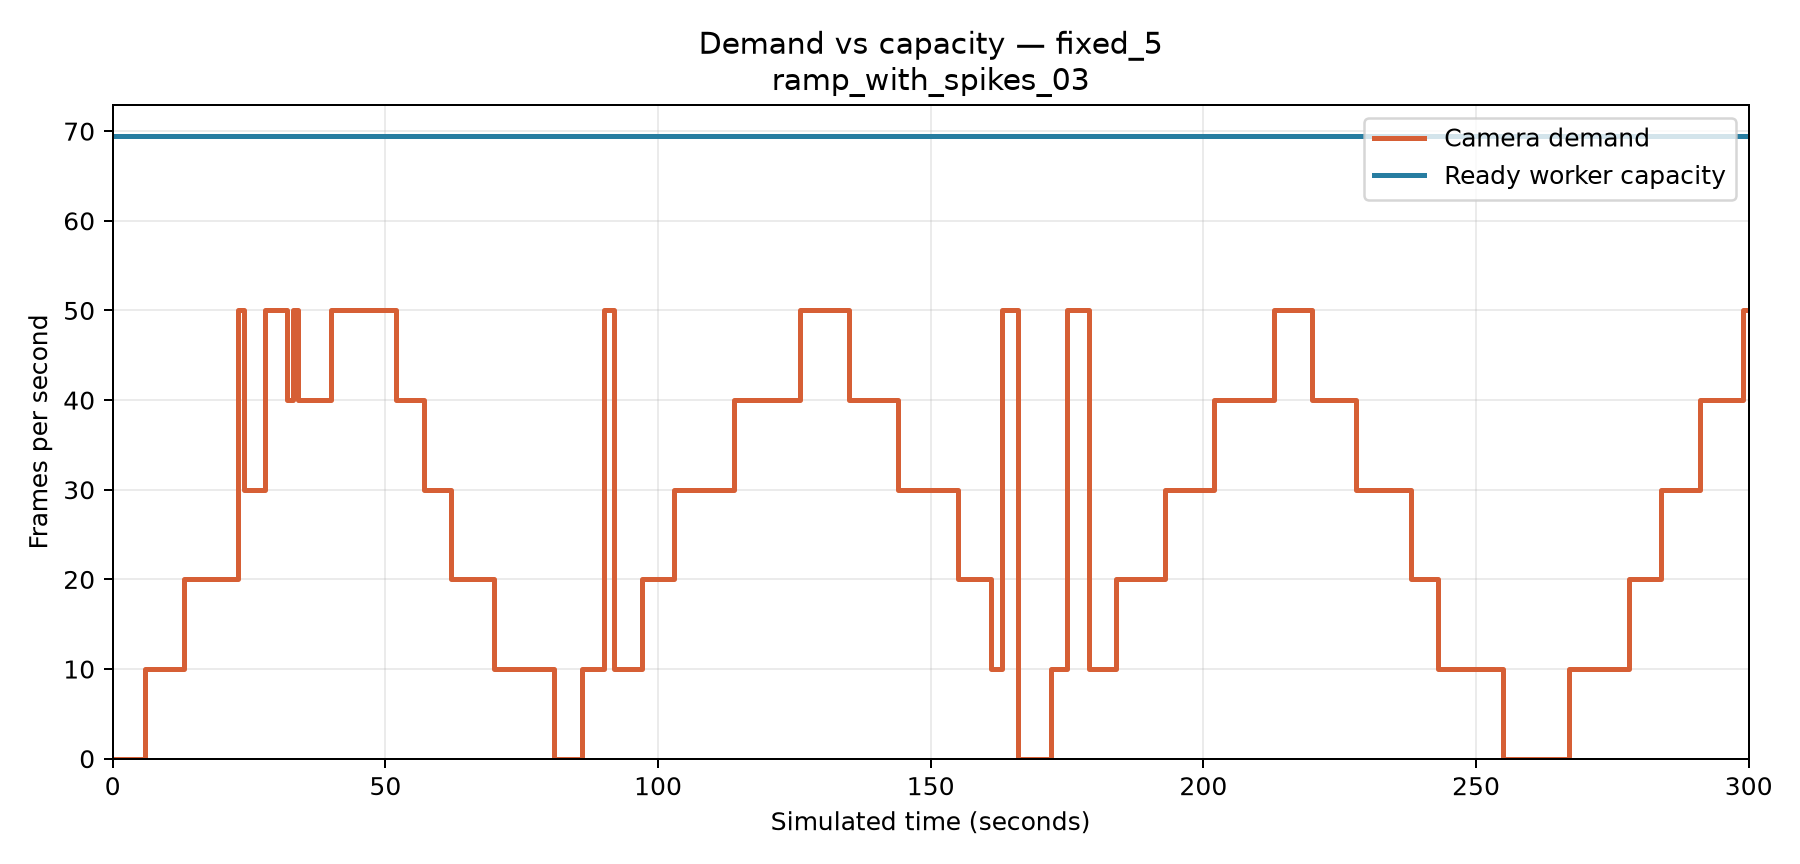 Demand vs capacity — fixed_5
ramp_with_spikes_03
Camera demand
Ready worker capacity
Frames per second
70
60
50
40
30
20
10
0
0 50 100 150 200 250 300
Simulated time (seconds)